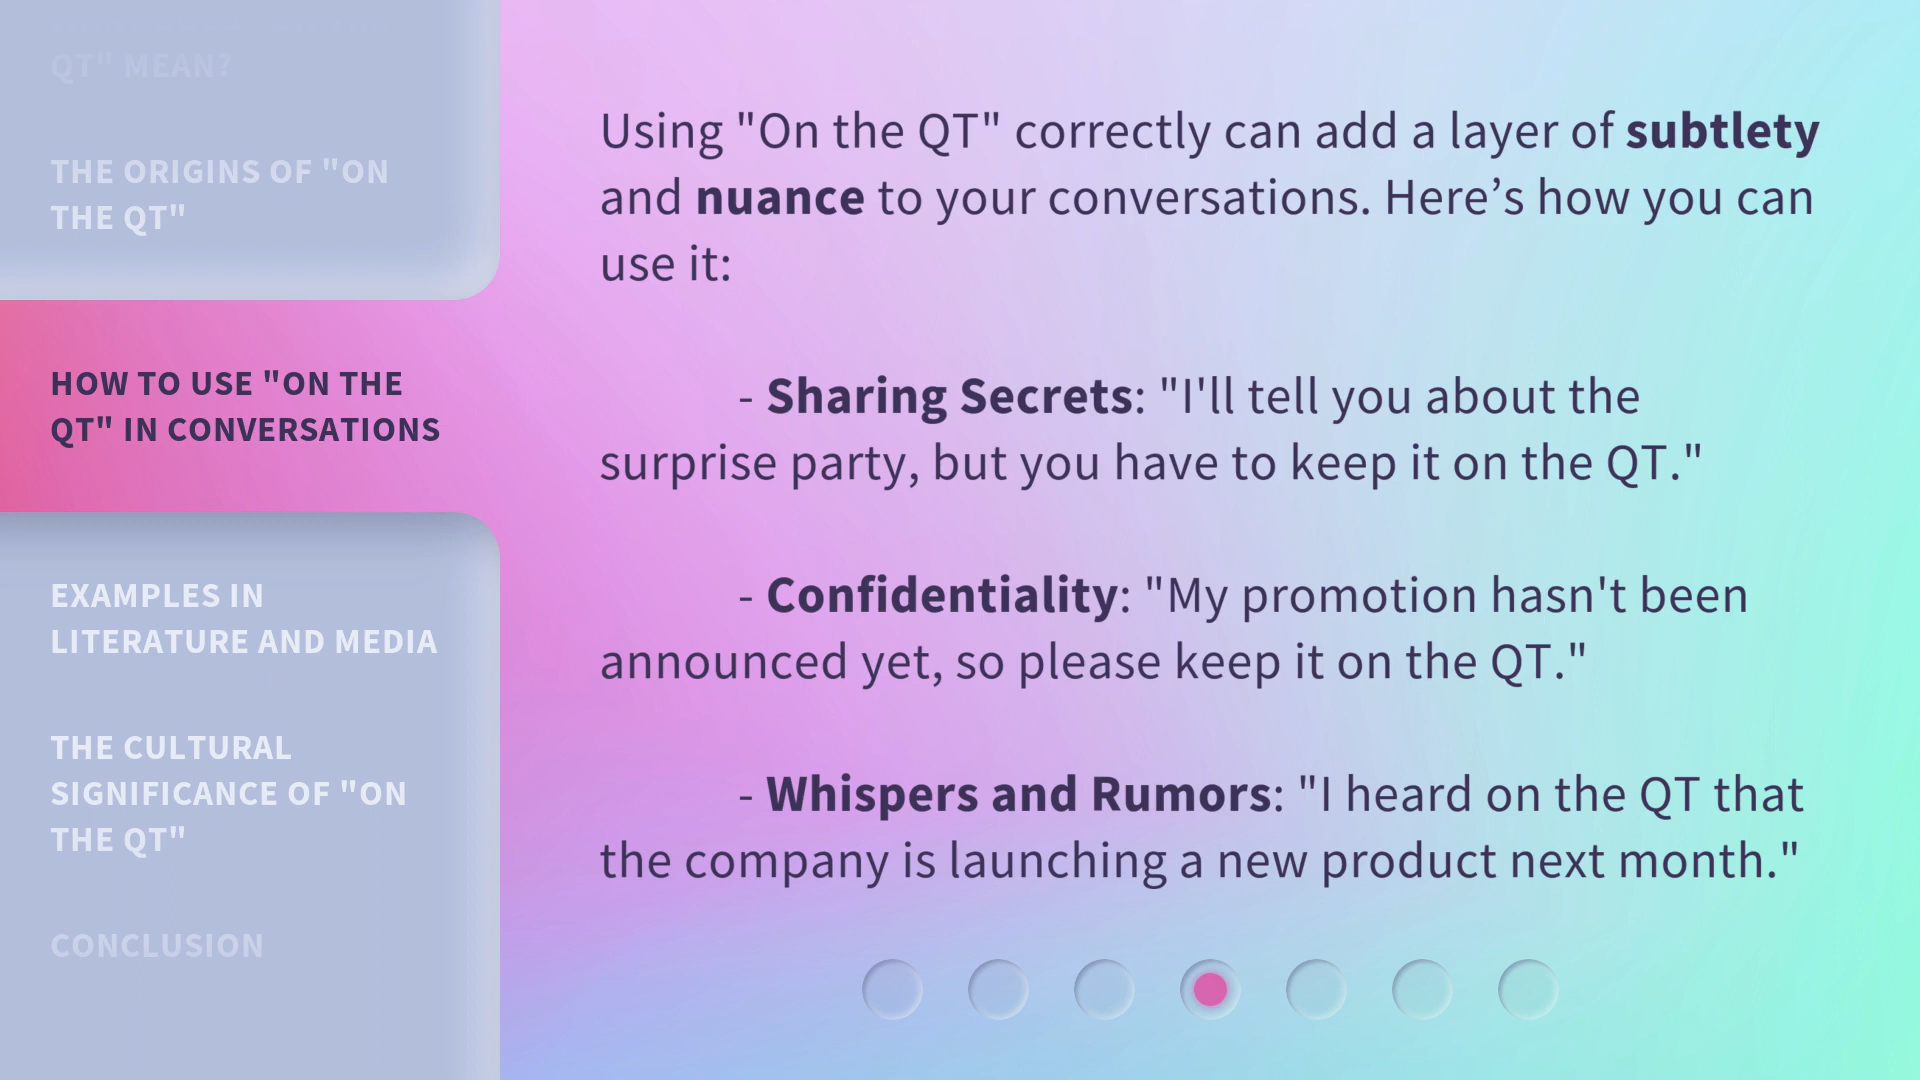 QT" MEAN?
THE ORIGINS OF "ON
THE QT"
HOW TO USE "ON THE
QT" IN CONVERSATIONS
EXAMPLES IN
LITERATURE AND MEDIA
THE CULTURAL
SIGNIFICANCE OF "ON
THE QT"
CONCLUSION
Using "On the QT" correctly can add a layer of subtlety
and nuance to your conversations. Here’s how you can
use it:
- Sharing Secrets: "I'll tell you about the
surprise party, but you have to keep it on the QT."
- Confidentiality: "My promotion hasn't been
announced yet, so please keep it on the QT."
- Whispers and Rumors: "I heard on the QT that
the company is launching a new product next month."